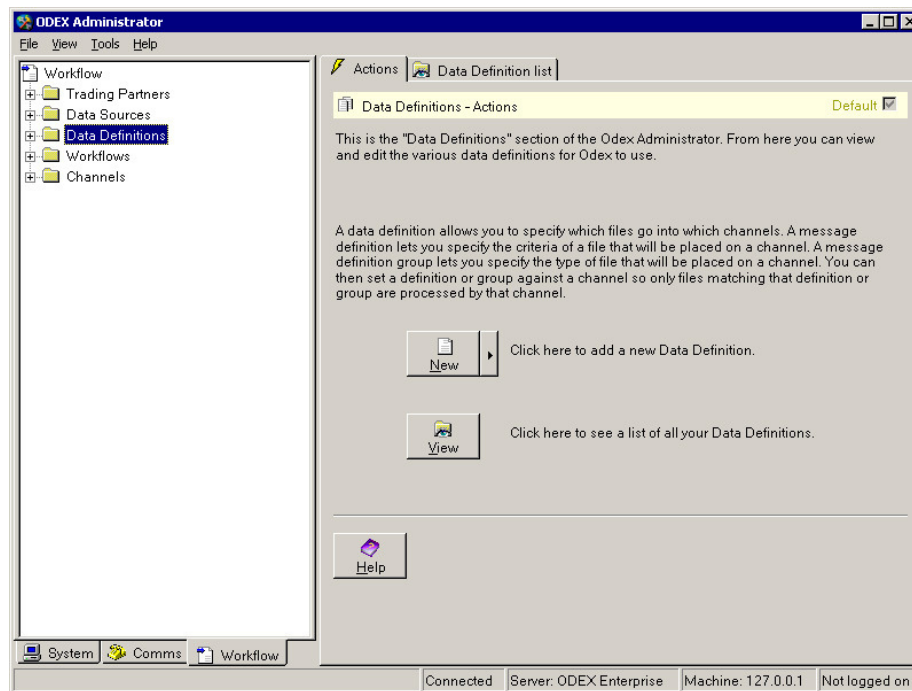 ODEX Administrator
File View Tools Help
Workflow
Trading Partners
Data Sources
Data Definitions
Workflows
Channels
Actions
Data Definition list
Data Definitions - Actions
Default
This is the "Data Definitions" section of the Odex Administrator. From here you can view
and edit the various data definitions for Odex to use.
A data definition allows you to specify which files go into which channels. A message
definition lets you specify the criteria of a file that will be placed on a channel. A message
definition group lets you specify the type of file that will be placed on a channel. You can
then set a definition or group against a channel so only files matching that definition or
group are processed by that channel.
New
Click here to add a new Data Definition.
View
Click here to see a list of all your Data Definitions.
Help
System Comms Workflow
Connected Server: ODEX Enterprise Machine: 127.0.0.1 Not logged on